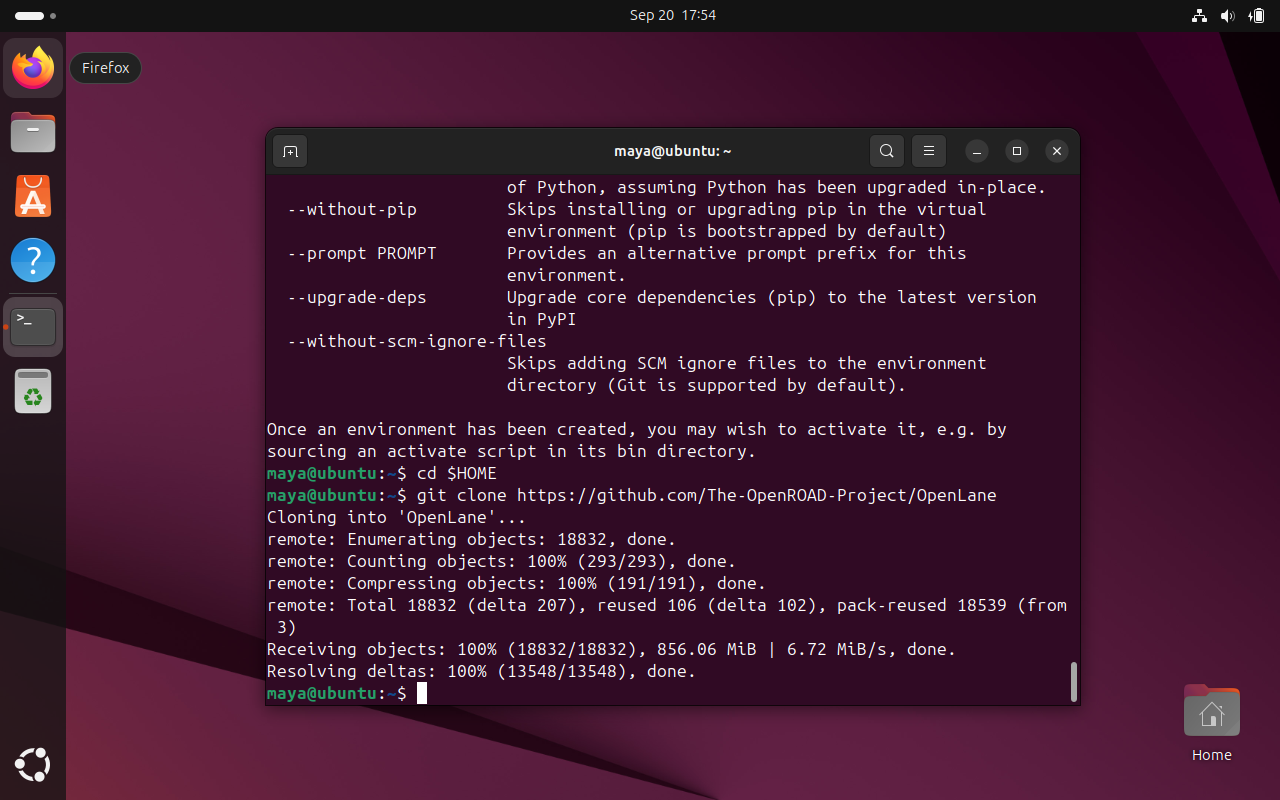 Sep 20 17:54
Firefox
maya@ubuntu: ~
of Python, assuming Python has been upgraded in-place.
--without-pip Skips installing or upgrading pip in the virtual
environment (pip is bootstrapped by default)
--prompt PROMPT Provides an alternative prompt prefix for this
environment.
--upgrade-deps Upgrade core dependencies (pip) to the latest version
in PyPI
--without-scm-ignore-files
Skips adding SCM ignore files to the environment
directory (Git is supported by default).
Once an environment has been created, you may wish to activate it, e.g. by
sourcing an activate script in its bin directory.
maya@ubuntu:~$ cd $HOME
maya@ubuntu:~$ git clone https://github.com/The-OpenROAD-Project/OpenLane
Cloning into 'OpenLane'...
remote: Enumerating objects: 18832, done.
remote: Counting objects: 100% (293/293), done.
remote: Compressing objects: 100% (191/191), done.
remote: Total 18832 (delta 207), reused 106 (delta 102), pack-reused 18539 (from
3)
Receiving objects: 100% (18832/18832), 856.06 MiB | 6.72 MiB/s, done.
Resolving deltas: 100% (13548/13548), done.
maya@ubuntu:~$
Home